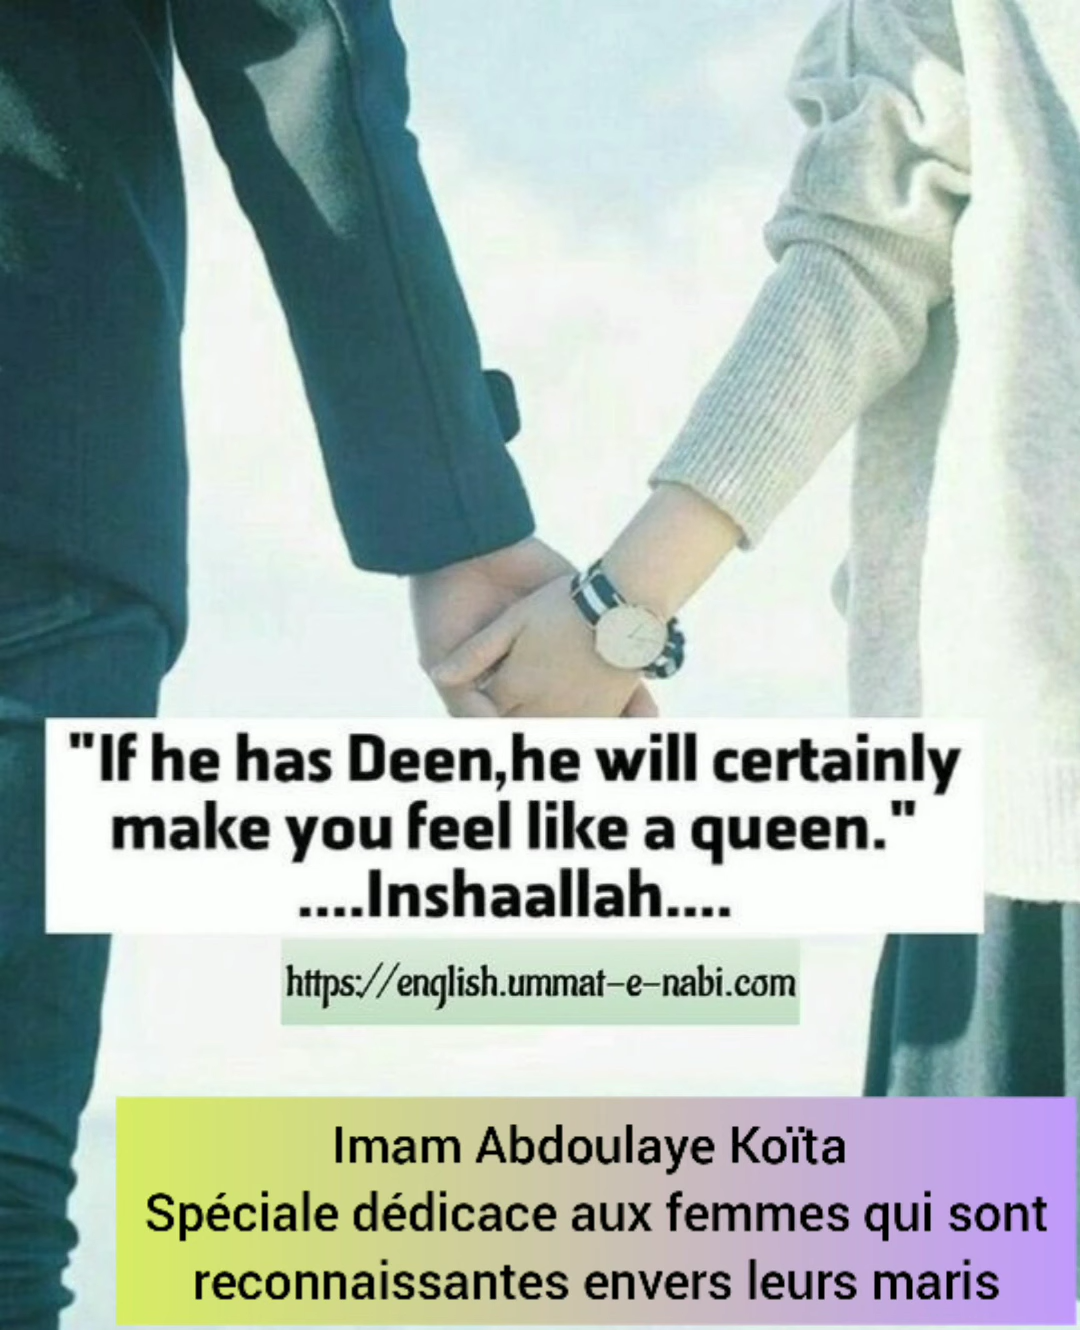 "If he has Deen,he will certainly
make you feel like a queen."
....Inshaallah....
https://english.ummat-e-nabi.com
Imam Abdoulaye Koïta
Spéciale dédicace aux femmes qui sont
reconnaissantes envers leurs maris